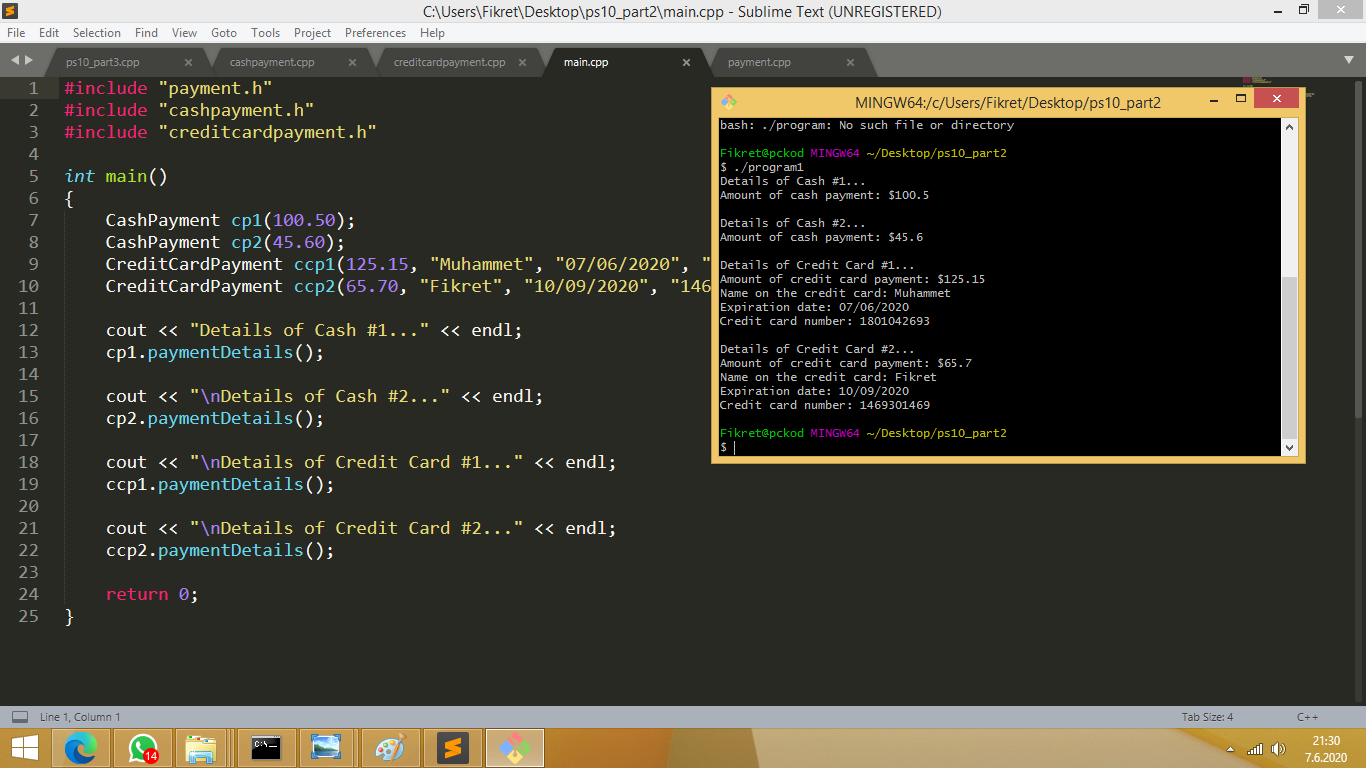 C:\Users\Fikret\Desktop\ps10_part2\main.cpp - Sublime Text (UNREGISTERED)
File Edit Selection Find View Goto Tools Project Preferences Help
ps10_part3.cpp cashpayment.cpp creditcardpayment.cpp main.cpp payment.cpp
1 #include "payment.h"
2 #include "cashpayment.h"
3 #include "creditcardpayment.h"
4
5 int main()
6 {
7 CashPayment cp1(100.50);
8 CashPayment cp2(45.60);
9 CreditCardPayment ccp1(125.15, "Muhammet", "07/06/2020", "
10 CreditCardPayment ccp2(65.70, "Fikret", "10/09/2020", "146
11
12 cout << "Details of Cash #1..." << endl;
13 cp1.paymentDetails();
14
15 cout << "\nDetails of Cash #2..." << endl;
16 cp2.paymentDetails();
17
18 cout << "\nDetails of Credit Card #1..." << endl;
19 ccp1.paymentDetails();
20
21 cout << "\nDetails of Credit Card #2..." << endl;
22 ccp2.paymentDetails();
23
24 return 0;
25 }
MINGW64:/c/Users/Fikret/Desktop/ps10_part2
bash: ./program: No such file or directory
Fikret@pckod MINGW64 ~/Desktop/ps10_part2
$ ./program1
Details of Cash #1...
Amount of cash payment: $100.5
Details of Cash #2...
Amount of cash payment: $45.6
Details of Credit Card #1...
Amount of credit card payment: $125.15
Name on the credit card: Muhammet
Expiration date: 07/06/2020
Credit card number: 1801042693
Details of Credit Card #2...
Amount of credit card payment: $65.7
Name on the credit card: Fikret
Expiration date: 10/09/2020
Credit card number: 1469301469
Fikret@pckod MINGW64 ~/Desktop/ps10_part2
$
Line 1, Column 1 Tab Size: 4 C++
14
C:\_
21:30
7.6.2020